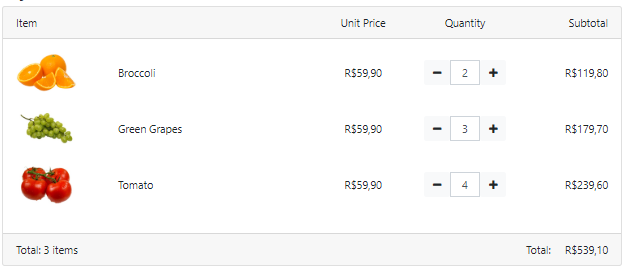 Item Unit Price Quantity Subtotal
Broccoli R$59,90 2 R$119,80
Green Grapes R$59,90 3 R$179,70
Tomato R$59,90 4 R$239,60
Total: 3 items Total: R$539,10